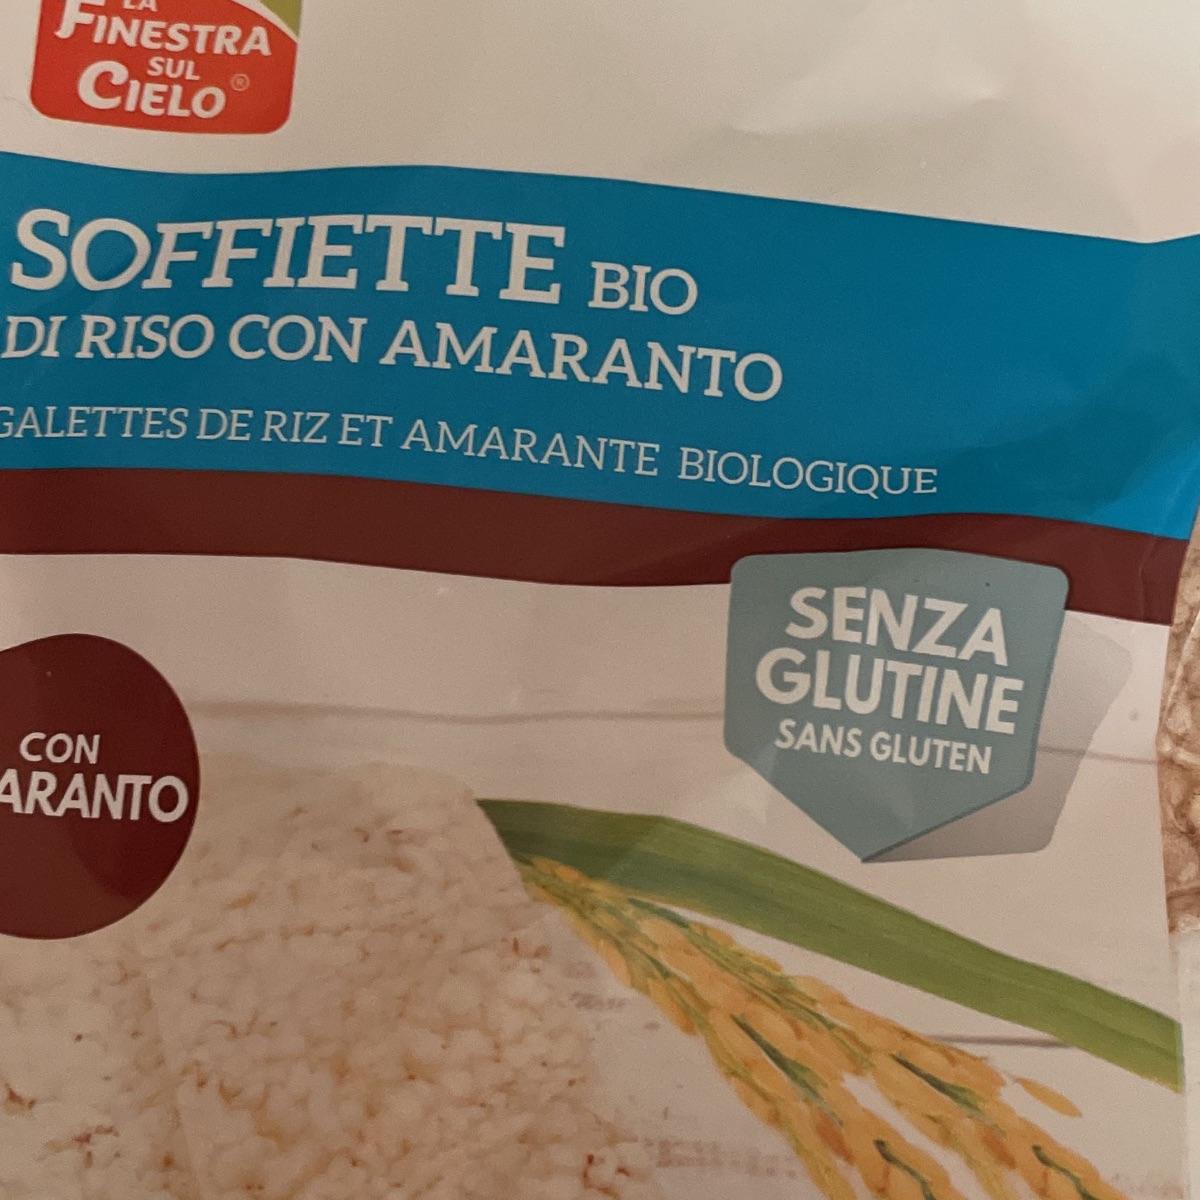 LA
FINESTRA
SUL
CIELO®
SOFFIETTE BIO
DI RISO CON AMARANTO
GALETTES DE RIZ ET AMARANTE BIOLOGIQUE
SENZA
GLUTINE
SANS GLUTEN
CON
ARANTO